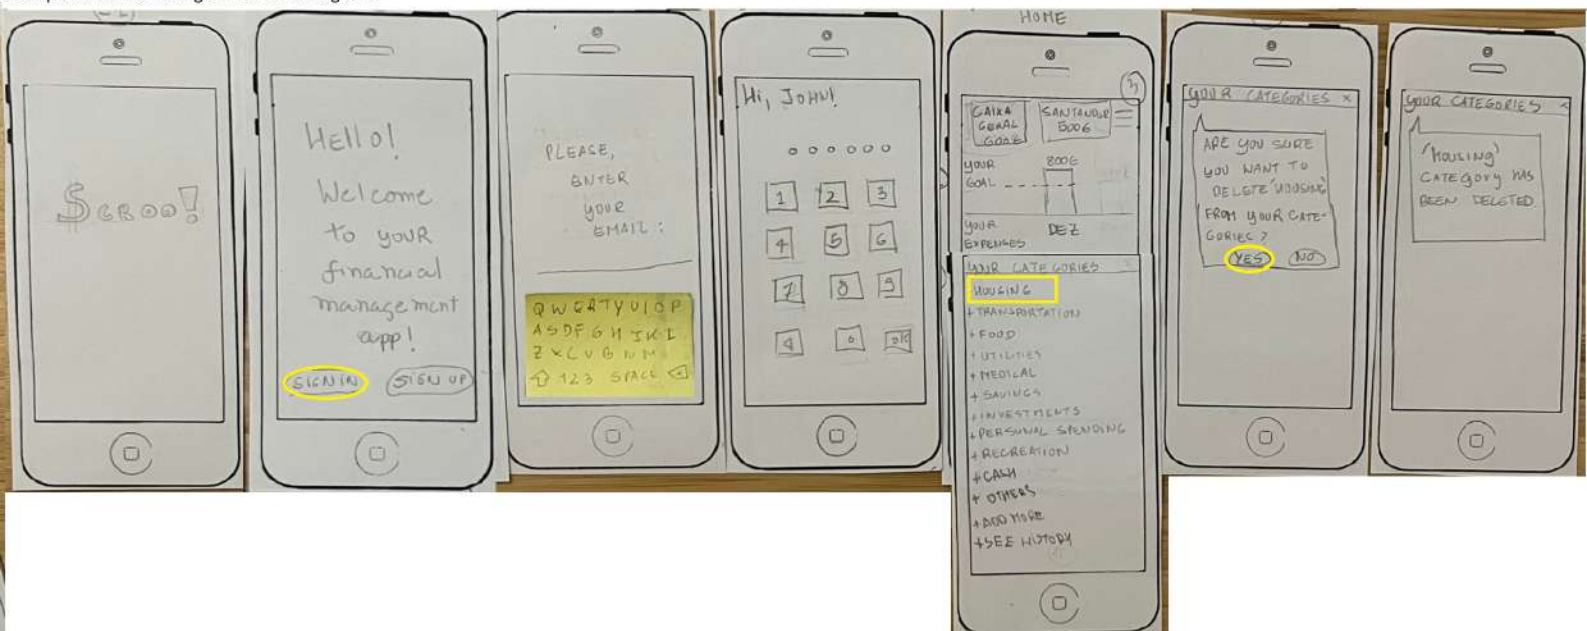 $GROO!
Hello!
Welcome
to your
financial
management
app!
SIGN IN
SIGN UP
PLEASE,
ENTER
YOUR
EMAIL:
QWERTYUIOP
ASDFGHJKL
ZXCVBNM
123 SPACE
Hi, JOHN!
1 2 3
4 5 6
7 8 9
0 OK
HOME
CAIXA
GERAL
SANTANDER
500€
YOUR
GOAL
800€
YOUR
EXPENSES
DEZ
YOUR CATEGORIES
HOUSING
+ TRANSPORTATION
+ FOOD
+ UTILITIES
+ MEDICAL
+ SAVINGS
+ INVESTMENTS
+ PERSONAL SPENDING
+ RECREATION
+ CASH
+ OTHERS
+ ADD MORE
+ SEE HISTORY
YOUR CATEGORIES X
ARE YOU SURE
YOU WANT TO
DELETE 'HOUSING'
FROM YOUR CATE-
GORIES?
YES
NO
YOUR CATEGORIES X
'HOUSING'
CATEGORY HAS
BEEN DELETED.